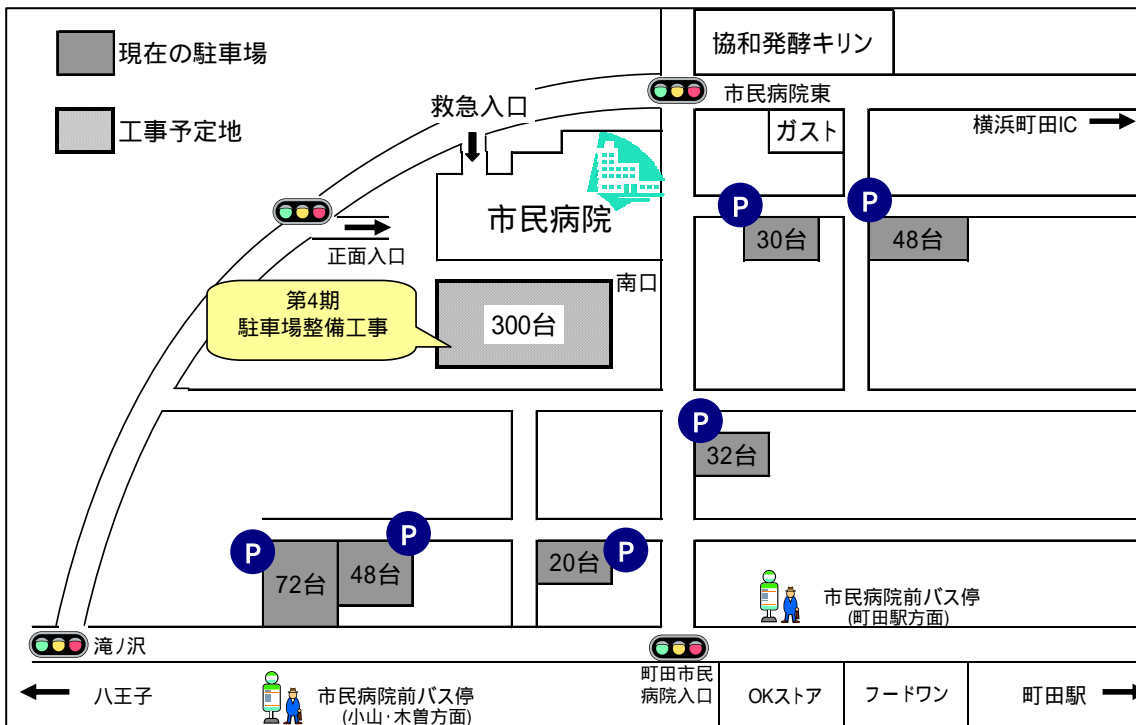 現在の駐車場
工事予定地
協和発酵キリン
市民病院東
救急入口
ガスト
横浜町田IC
P
P
市民病院
30台
48台
正面入口
南口
第4期
駐車場整備工事
300台
P
32台
P
P
P
72台
48台
20台
市民病院前バス停
(町田駅方面)
滝ノ沢
町田市民
病院入口
八王子
市民病院前バス停
(小山・木曽方面)
OKストア
フードワン
町田駅